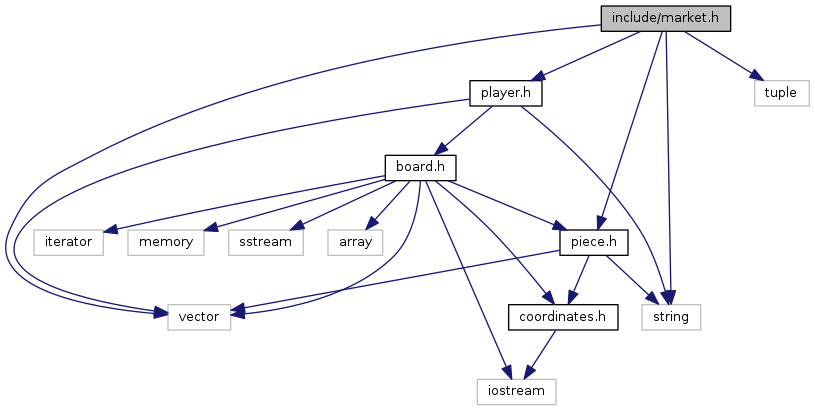 include/market.h
player.h
tuple
board.h
iterator
memory
sstream
array
piece.h
vector
coordinates.h
string
iostream